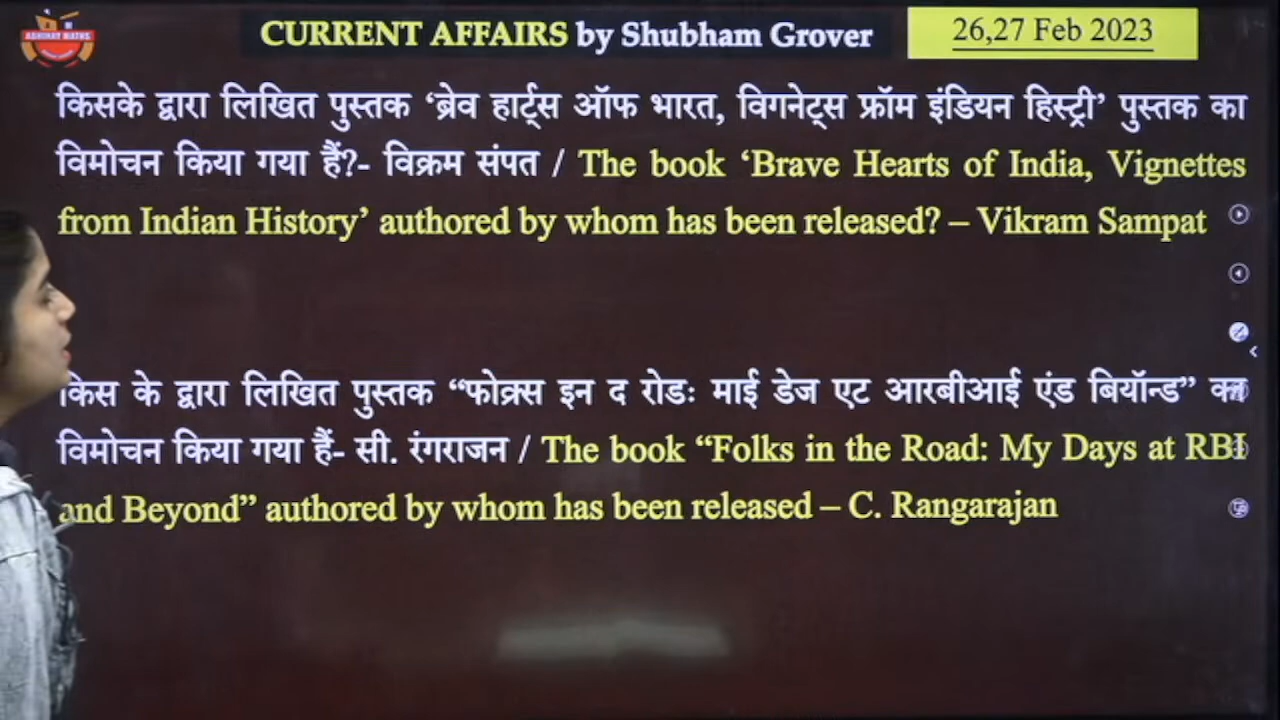 ABHINAY MATHS
CURRENT AFFAIRS by Shubham Grover
26,27 Feb 2023
किसके द्वारा लिखित पुस्तक ‘ब्रेव हार्ट्स ऑफ भारत, विगनेट्स फ्रॉम इंडियन हिस्ट्री’ पुस्तक का
विमोचन किया गया हैं?- विक्रम संपत / The book ‘Brave Hearts of India, Vignettes
from Indian History’ authored by whom has been released? – Vikram Sampat
किस के द्वारा लिखित पुस्तक “फोक्स इन द रोडः माई डेज एट आरबीआई एंड बियॉन्ड” का
विमोचन किया गया हैं- सी. रंगराजन / The book “Folks in the Road: My Days at RBI
and Beyond” authored by whom has been released – C. Rangarajan